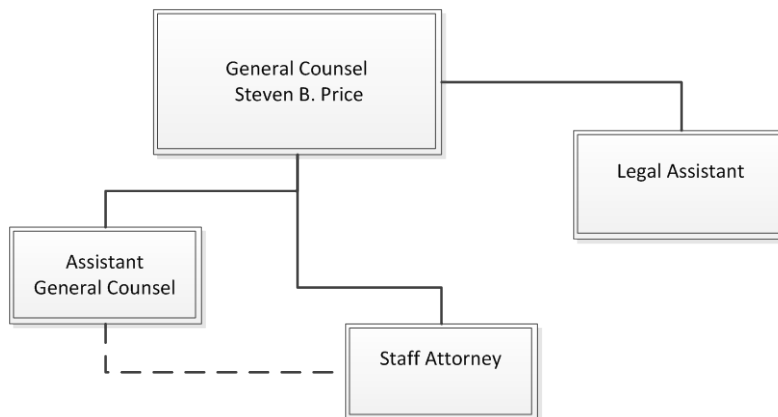 General Counsel
Steven B. Price
Legal Assistant
Assistant
General Counsel
Staff Attorney